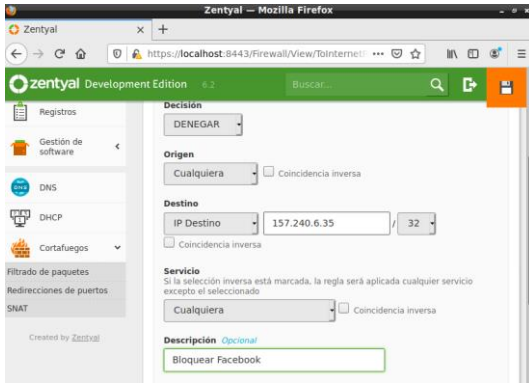 Zentyal — Mozilla Firefox
Zentyal
https://localhost:8443/Firewall/View/ToInternet
zentyal Development Edition 6.2
Buscar...
Registros
Gestión de software
DNS
DHCP
Cortafuegos
Filtrado de paquetes
Redirecciones de puertos
SNAT
Created by Zentyal
Decisión
DENEGAR
Origen
Cualquiera
Coincidencia inversa
Destino
IP Destino 157.240.6.35 / 32
Coincidencia inversa
Servicio
Si la selección inversa está marcada, la regla será aplicada cualquier servicio
excepto el seleccionado
Cualquiera
Coincidencia inversa
Descripción Opcional
Bloquear Facebook